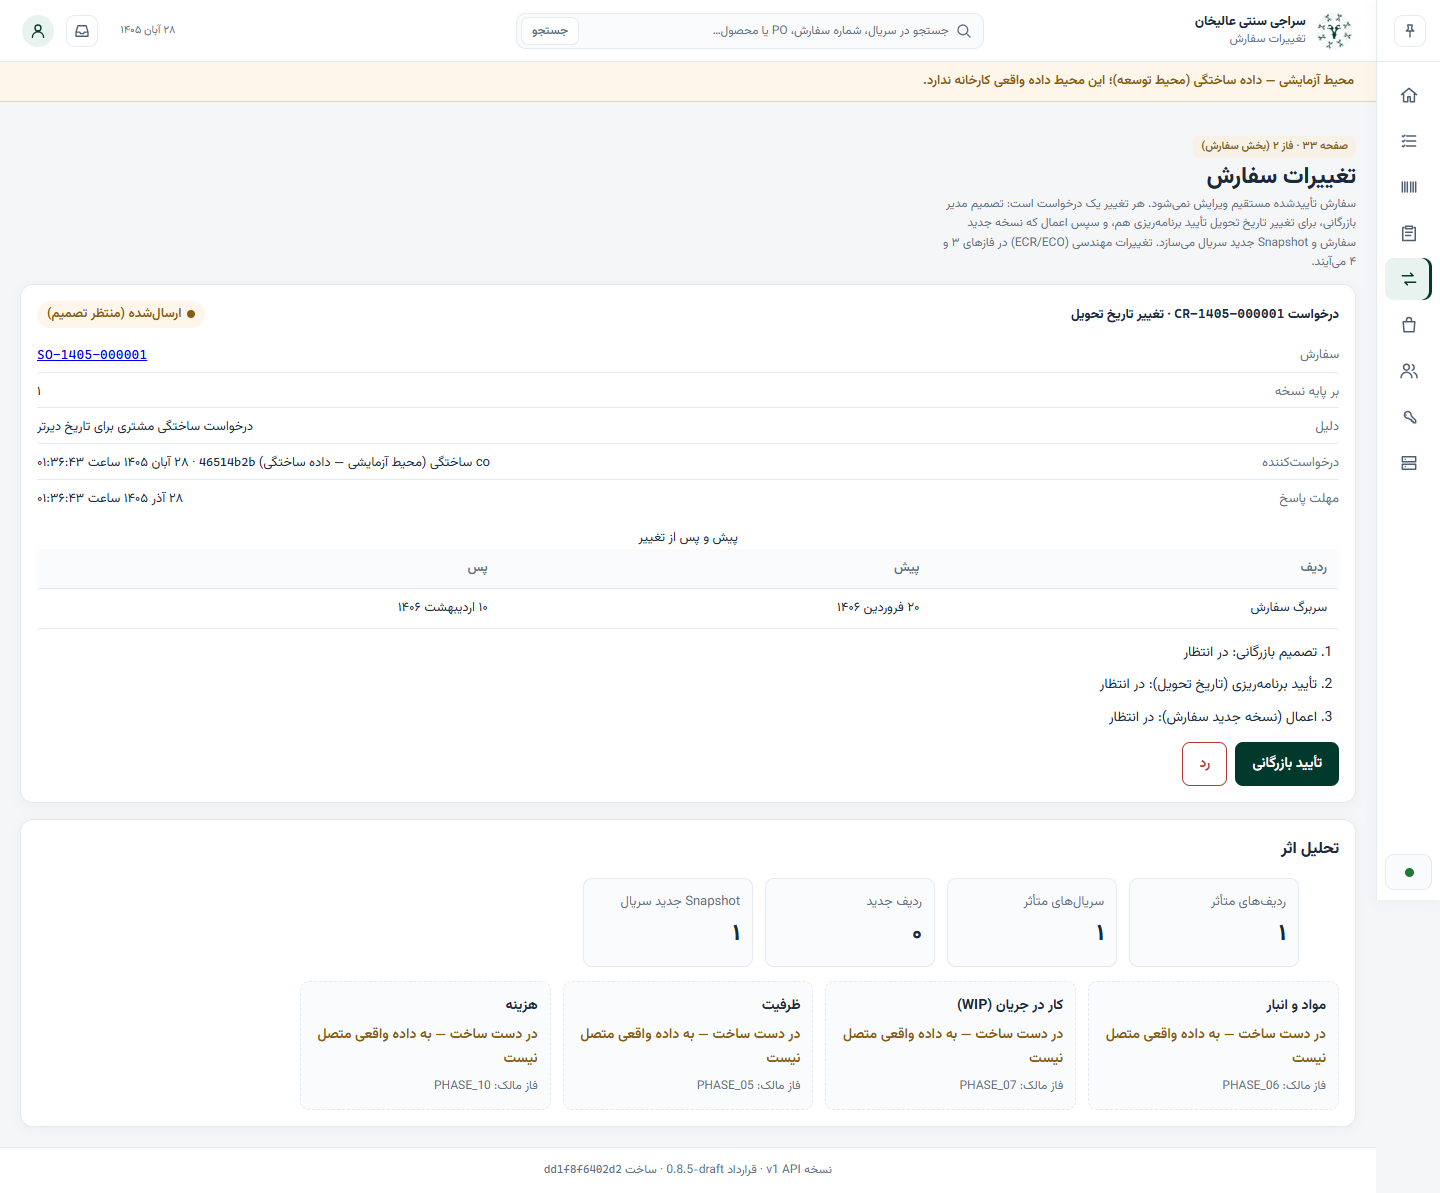 سراجی سنتی عالیخان
تغییرات سفارش
جستجو در سریال، شماره سفارش، PO یا محصول...
جستجو
۲۸ آبان ۱۴۰۵
محیط آزمایشی — داده ساختگی (محیط توسعه)؛ این محیط داده واقعی کارخانه ندارد.
صفحه ۳۳ · فاز ۲ (بخش سفارش)
تغییرات سفارش
سفارش تأییدشده مستقیم ویرایش نمی‌شود. هر تغییر یک درخواست است: تصمیم مدیر
بازرگانی، برای تغییر تاریخ تحویل تأیید برنامه‌ریزی هم، و سپس اعمال که نسخه جدید
سفارش و Snapshot جدید سریال می‌سازد. تغییرات مهندسی (ECR/ECO) در فازهای ۳ و
۴ می‌آیند.
درخواست CR-1405-000001 · تغییر تاریخ تحویل
ارسال‌شده (منتظر تصمیم)
سفارش
SO-1405-000001
بر پایه نسخه
۱
دلیل
درخواست ساختگی مشتری برای تاریخ دیرتر
درخواست‌کننده
co ساختگی (محیط آزمایشی — داده ساختگی) 46514b2b · ۲۸ آبان ۱۴۰۵ ساعت ۰۱:۳۶:۴۳
مهلت پاسخ
۲۸ آذر ۱۴۰۵ ساعت ۰۱:۳۶:۴۳
پیش و پس از تغییر
ردیف پیش پس
سربرگ سفارش ۲۰ فروردین ۱۴۰۶ ۱۰ اردیبهشت ۱۴۰۶
1. تصمیم بازرگانی: در انتظار
2. تأیید برنامه‌ریزی (تاریخ تحویل): در انتظار
3. اعمال (نسخه جدید سفارش): در انتظار
تأیید بازرگانی
رد
تحلیل اثر
ردیف‌های متأثر
۱
سریال‌های متأثر
۱
ردیف جدید
۰
Snapshot جدید سریال
۱
مواد و انبار
در دست ساخت — به داده واقعی متصل
نیست
فاز مالک: PHASE_06
کار در جریان (WIP)
در دست ساخت — به داده واقعی متصل
نیست
فاز مالک: PHASE_07
ظرفیت
در دست ساخت — به داده واقعی متصل
نیست
فاز مالک: PHASE_05
هزینه
در دست ساخت — به داده واقعی متصل
نیست
فاز مالک: PHASE_10
نسخه v1 API · قرارداد 0.8.5-draft · ساخت dd1f8f6402d2